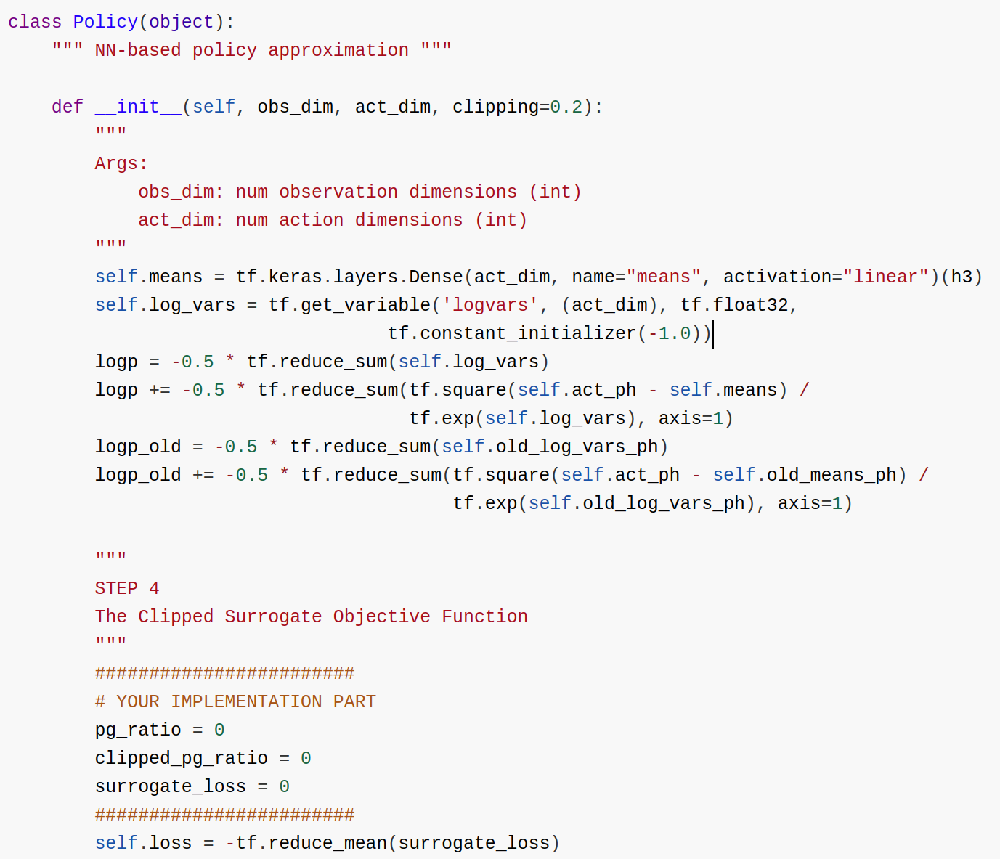 class Policy(object):
    """ NN-based policy approximation """

    def __init__(self, obs_dim, act_dim, clipping=0.2):
        """
        Args:
            obs_dim: num observation dimensions (int)
            act_dim: num action dimensions (int)
        """
        self.means = tf.keras.layers.Dense(act_dim, name="means", activation="linear")(h3)
        self.log_vars = tf.get_variable('logvars', (act_dim), tf.float32,
                                   tf.constant_initializer(-1.0))
        logp = -0.5 * tf.reduce_sum(self.log_vars)
        logp += -0.5 * tf.reduce_sum(tf.square(self.act_ph - self.means) /
                                     tf.exp(self.log_vars), axis=1)
        logp_old = -0.5 * tf.reduce_sum(self.old_log_vars_ph)
        logp_old += -0.5 * tf.reduce_sum(tf.square(self.act_ph - self.old_means_ph) /
                                         tf.exp(self.old_log_vars_ph), axis=1)

        """
        STEP 4
        The Clipped Surrogate Objective Function
        """
        ########################
        # YOUR IMPLEMENTATION PART
        pg_ratio = 0
        clipped_pg_ratio = 0
        surrogate_loss = 0
        ########################
        self.loss = -tf.reduce_mean(surrogate_loss)